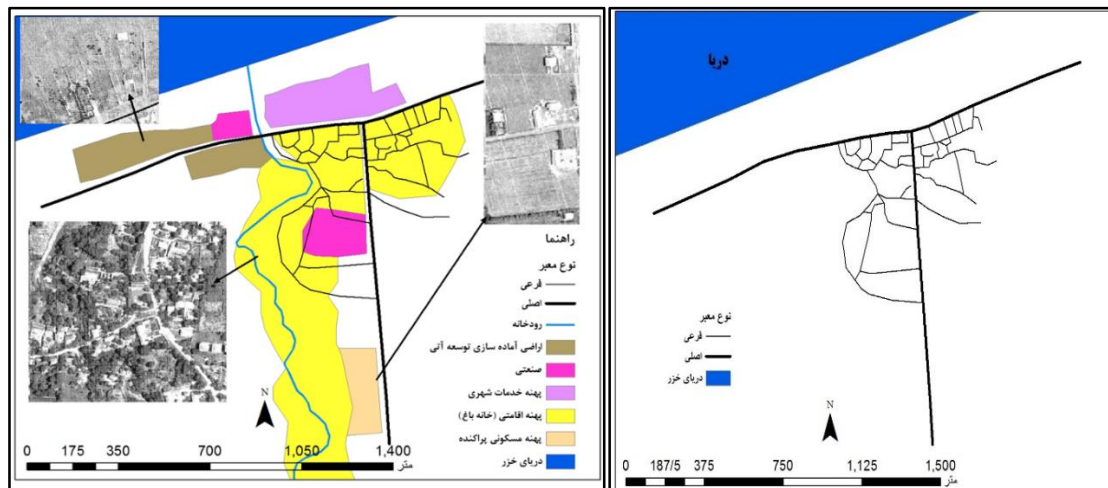 راهنما
نوع معبر
فرعی
اصلی
رودخانه
اراضی آماده سازی توسعه آتی
صنعتی
پهنه خدمات شهری
پهنه اقامتی (خانه باغ)
پهنه مسکونی پراکنده
دریای خزر
N
0 175 350 700 1,050 1,400
متر
دریا
نوع معبر
فرعی
اصلی
دریای خزر
N
0 187/5 375 750 1,125 1,500
متر